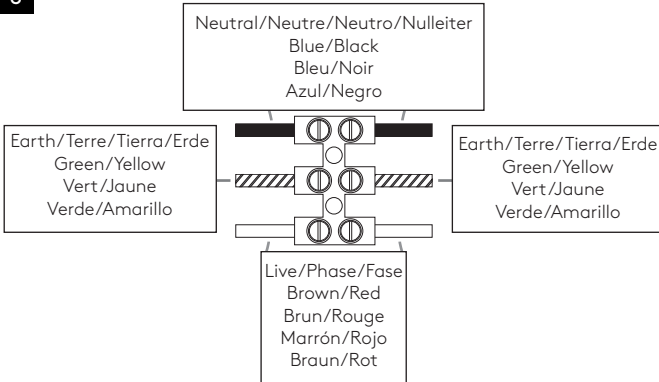 Neutral/Neutre/Neutro/Nulleiter
Blue/Black
Bleu/Noir
Azul/Negro
Earth/Terre/Tierra/Erde
Green/Yellow
Vert/Jaune
Verde/Amarillo
Earth/Terre/Tierra/Erde
Green/Yellow
Vert/Jaune
Verde/Amarillo
Live/Phase/Fase
Brown/Red
Brun/Rouge
Marrón/Rojo
Braun/Rot